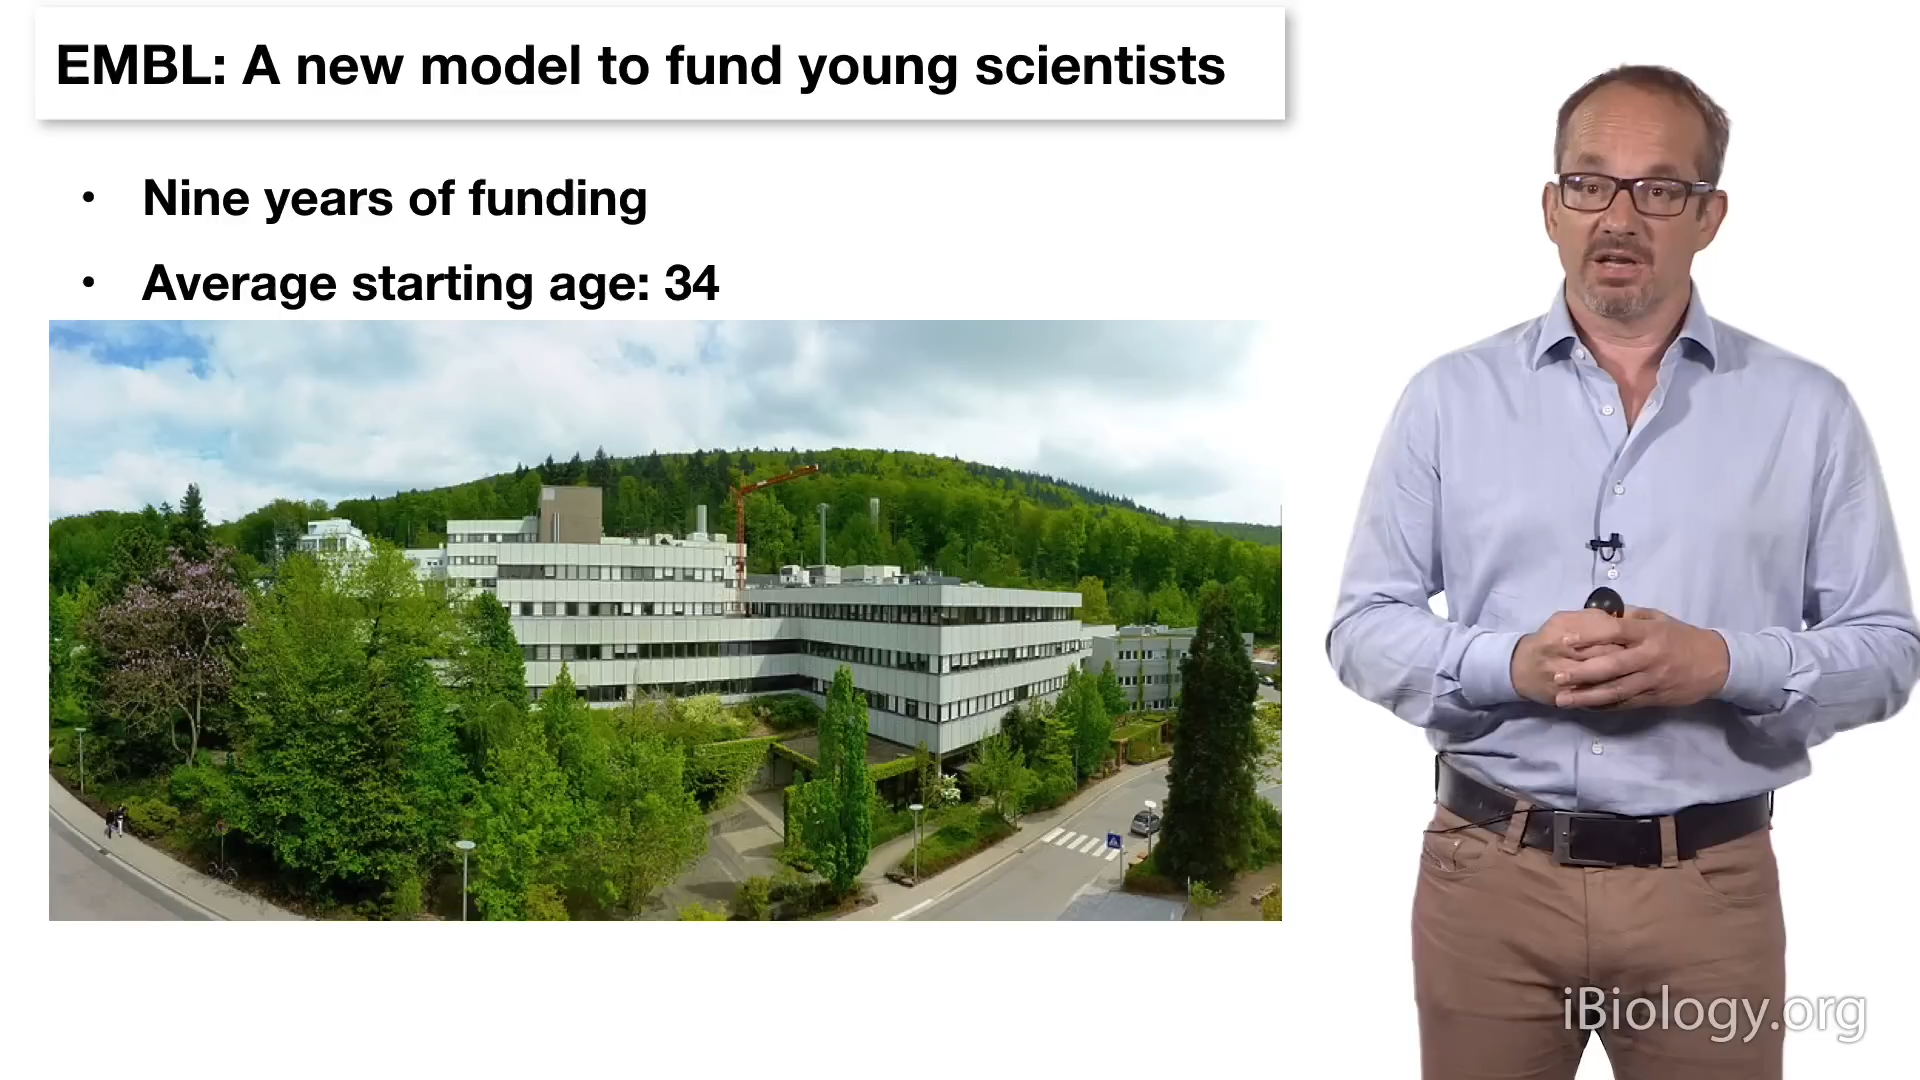 EMBL: A new model to fund young scientists
• Nine years of funding
• Average starting age: 34
iBiology.org